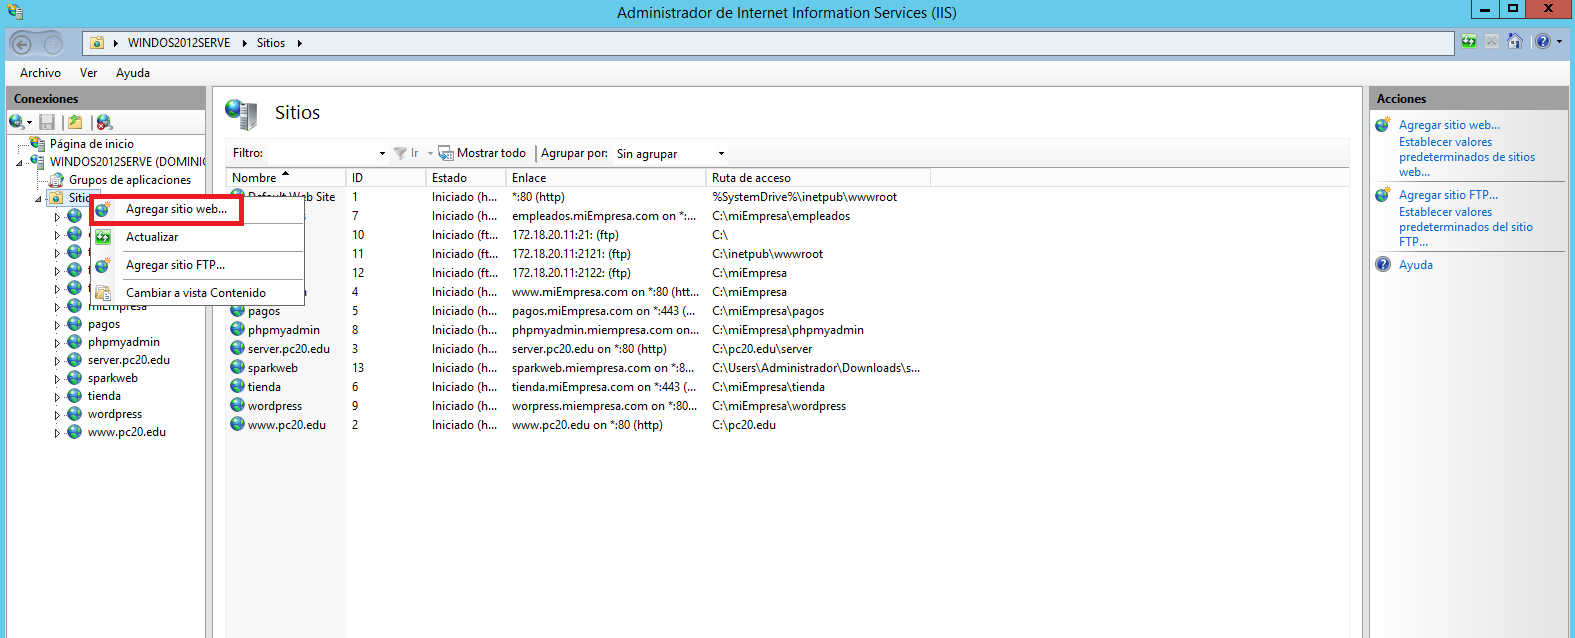 Administrador de Internet Information Services (IIS)
WINDOS2012SERVE
Sitios
Archivo Ver Ayuda
Conexiones
Página de inicio
WINDOS2012SERVE (DOMINIC
Grupos de aplicaciones
Sitio
Agregar sitio web...
Actualizar
Agregar sitio FTP...
Cambiar a vista Contenido
miEmpresa
pagos
phpmyadmin
server.pc20.edu
sparkweb
tienda
wordpress
www.pc20.edu
Sitios
Filtro: Ir Mostrar todo Agrupar por: Sin agrupar
Nombre ID Estado Enlace Ruta de acceso
Default Web Site 1 Iniciado (h... *:80 (http) %SystemDrive%\inetpub\wwwroot
7 Iniciado (h... empleados.miEmpresa.com on *:... C:\miEmpresa\empleados
10 Iniciado (ft... 172.18.20.11:21: (ftp) C:\
11 Iniciado (ft... 172.18.20.11:2121: (ftp) C:\inetpub\wwwroot
12 Iniciado (ft... 172.18.20.11:2122: (ftp) C:\miEmpresa
4 Iniciado (h... www.miEmpresa.com on *:80 (htt... C:\miEmpresa
pagos 5 Iniciado (h... pagos.miEmpresa.com on *:443 (... C:\miEmpresa\pagos
phpmyadmin 8 Iniciado (h... phpmyadmin.miempresa.com on... C:\miEmpresa\phpmyadmin
server.pc20.edu 3 Iniciado (h... server.pc20.edu on *:80 (http) C:\pc20.edu\server
sparkweb 13 Iniciado (h... sparkweb.miempresa.com on *:8... C:\Users\Administrador\Downloads\s...
tienda 6 Iniciado (h... tienda.miEmpresa.com on *:443 (... C:\miEmpresa\tienda
wordpress 9 Iniciado (h... worpress.miempresa.com on *:80... C:\miEmpresa\wordpress
www.pc20.edu 2 Iniciado (h... www.pc20.edu on *:80 (http) C:\pc20.edu
Acciones
Agregar sitio web...
Establecer valores
predeterminados de sitios
web...
Agregar sitio FTP...
Establecer valores
predeterminados del sitio
FTP...
Ayuda